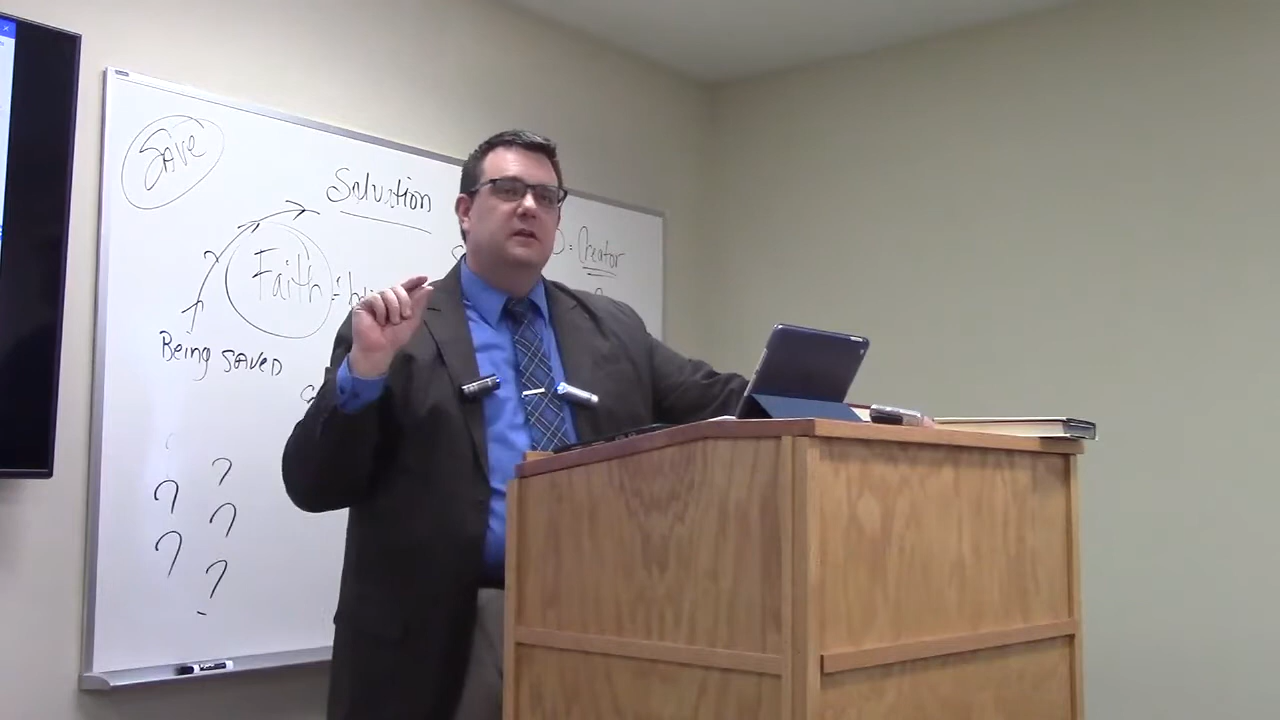 Save
Salvation
= Creator
Faith =
Being SAVED
?
?
?
?
?